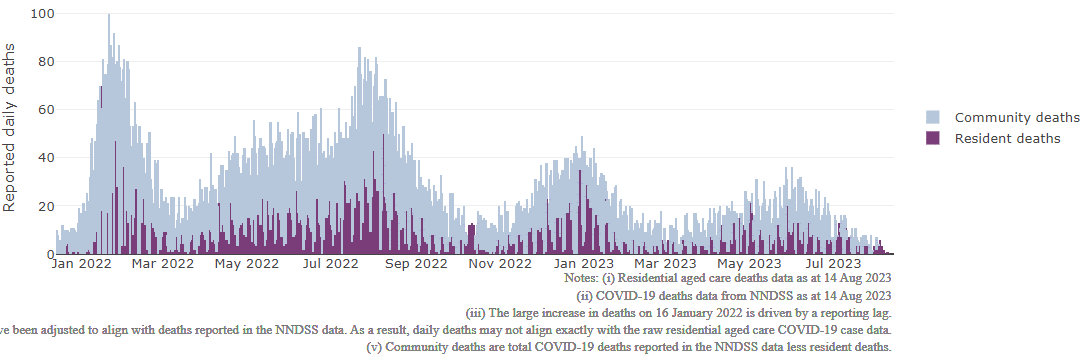 Reported daily deaths
100
80
60
40
20
0
Jan 2022 Mar 2022 May 2022 Jul 2022 Sep 2022 Nov 2022 Jan 2023 Mar 2023 May 2023 Jul 2023
Community deaths
Resident deaths
Notes: (i) Residential aged care deaths data as at 14 Aug 2023
(ii) COVID-19 deaths data from NNDSS as at 14 Aug 2023
(iii) The large increase in deaths on 16 January 2022 is driven by a reporting lag.
been adjusted to align with deaths reported in the NNDSS data. As a result, daily deaths may not align exactly with the raw residential aged care COVID-19 case data.
(v) Community deaths are total COVID-19 deaths reported in the NNDSS data less resident deaths.